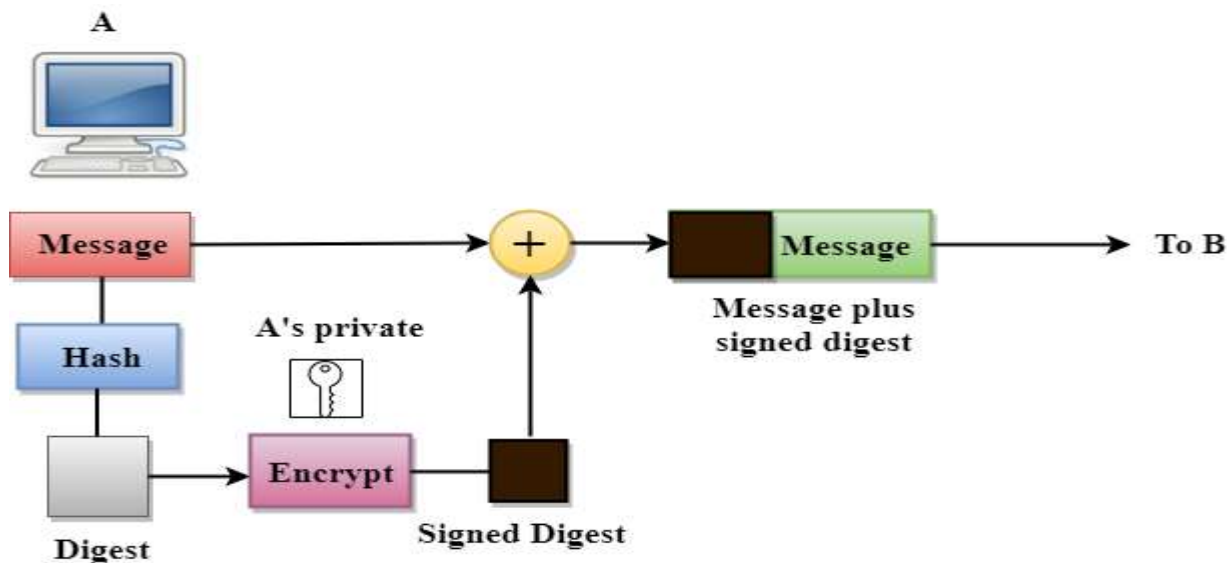 A
Message
+
Message
To B
Message plus
signed digest
Hash
A's private
Encrypt
Digest
Signed Digest